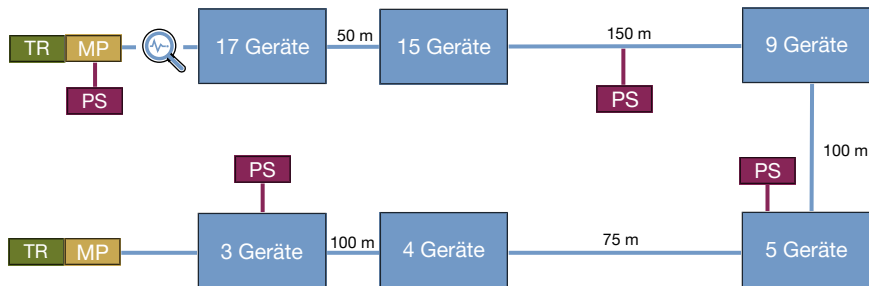 TR MP 17 Geräte 50 m 15 Geräte 150 m 9 Geräte
PS PS
100 m
PS PS
TR MP 3 Geräte 100 m 4 Geräte 75 m 5 Geräte